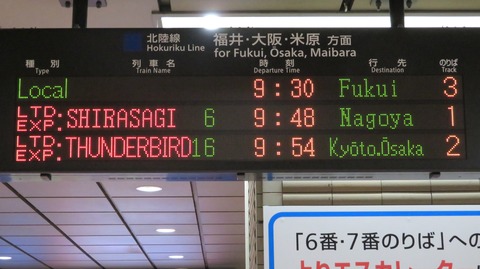 北陸線 福井・大阪・米原 方面
Hokuriku Line for Fukui, Ōsaka, Maibara
種別 列車名 時刻 行先 のりば
Type Train Name Departure Time Destination Track
Local 9:30 Fukui 3
LTD. EXP. SHIRASAGI 6 9:48 Nagoya 1
LTD. EXP. THUNDERBIRD 16 9:54 Kyōto.Ōsaka 2
「6番・7番のりば」への